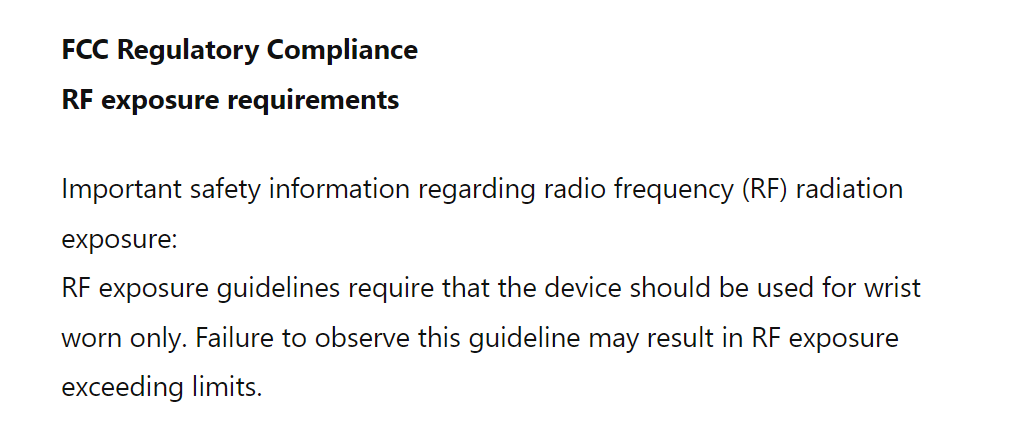 FCC Regulatory Compliance
RF exposure requirements
Important safety information regarding radio frequency (RF) radiation
exposure:
RF exposure guidelines require that the device should be used for wrist
worn only. Failure to observe this guideline may result in RF exposure
exceeding limits.